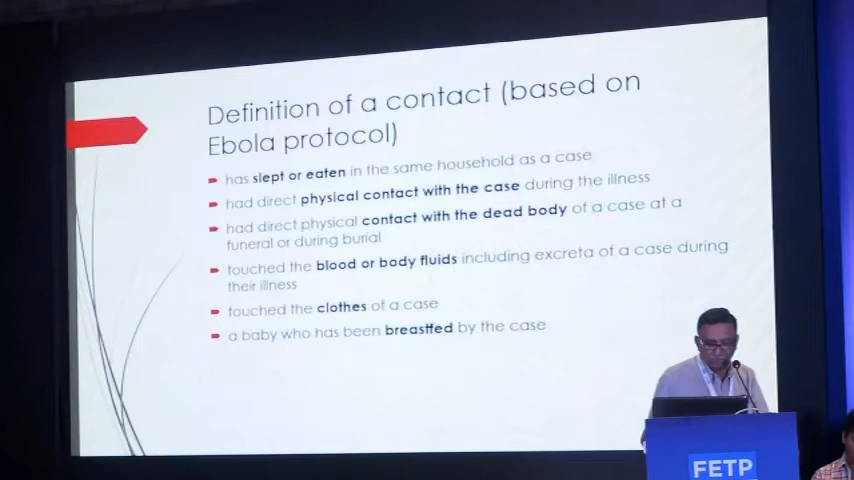 Definition of a contact (based on
Ebola protocol)
has slept or eaten in the same household as a case
had direct physical contact with the case during the illness
had direct physical contact with the dead body of a case at a
funeral or during burial
touched the blood or body fluids including excreta of a case during
their illness
touched the clothes of a case
a baby who has been breastfed by the case
FETP